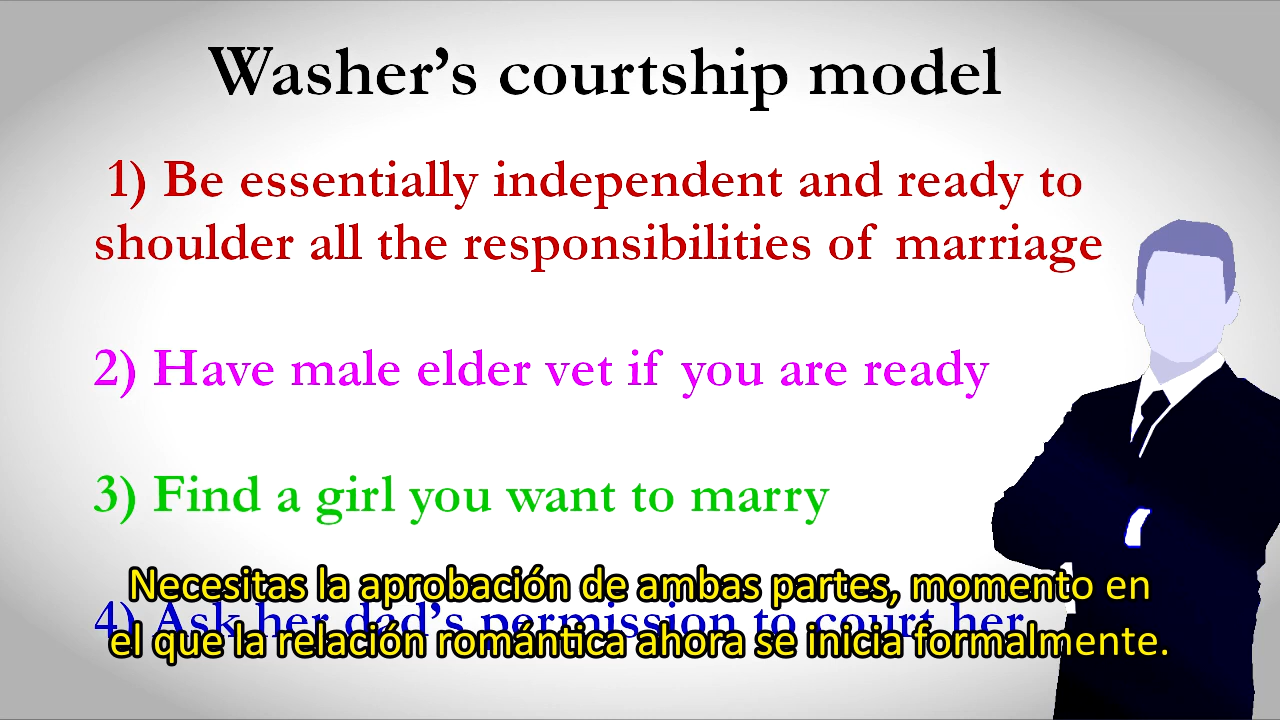 Washer's courtship model
1) Be essentially independent and ready to
shoulder all the responsibilities of marriage
2) Have male elder vet if you are ready
3) Find a girl you want to marry
4) Ask her dad's permission to court her
Necesitas la aprobación de ambas partes, momento en
el que la relación romántica ahora se inicia formalmente.